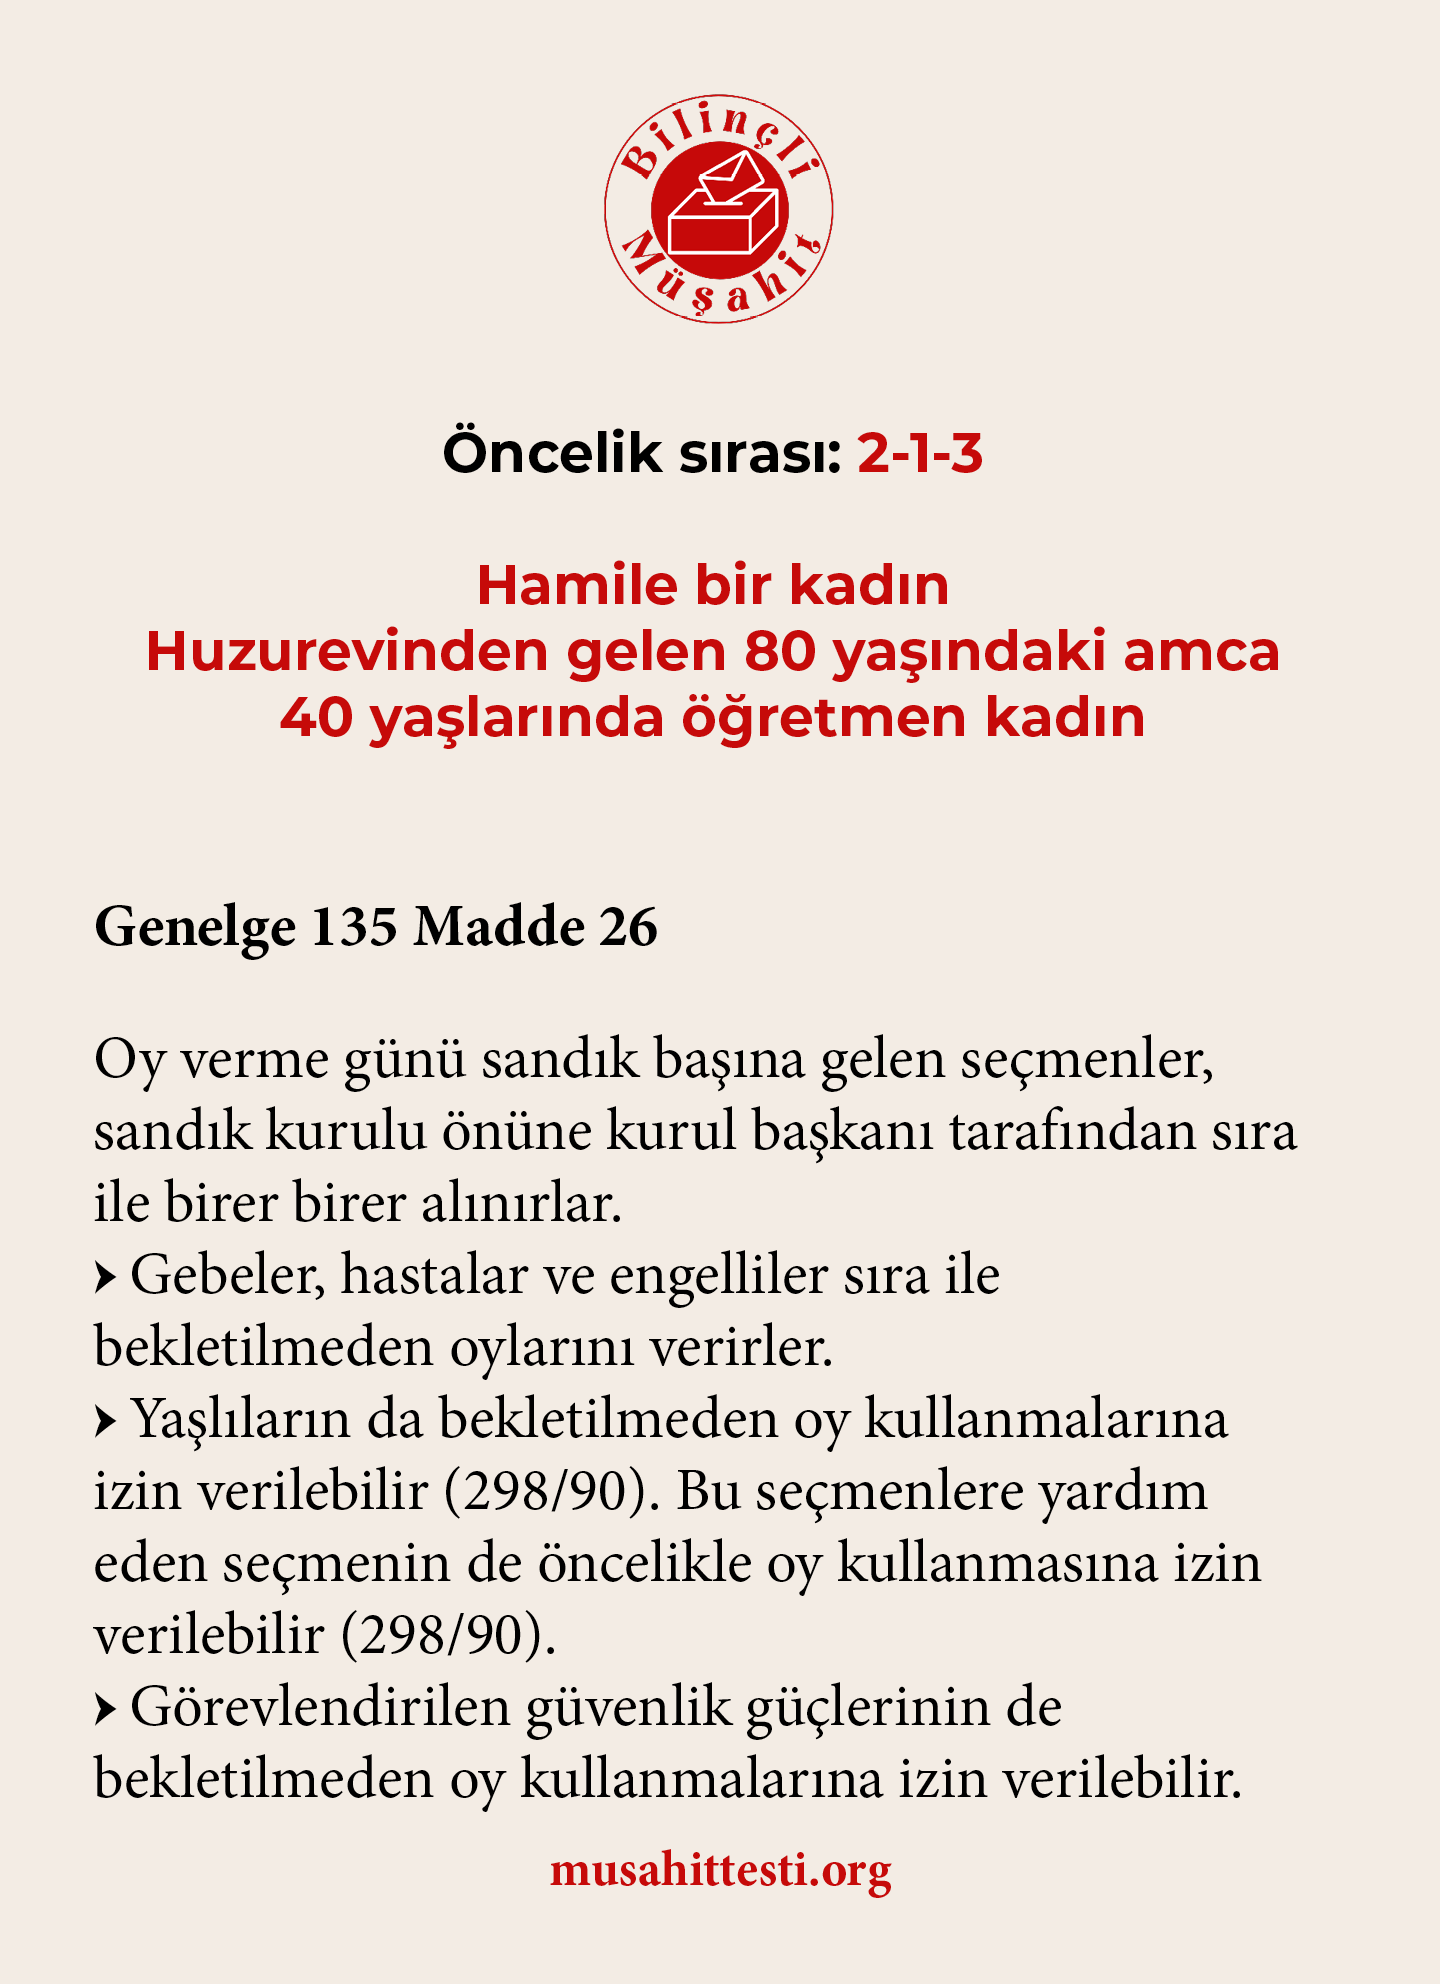 Bilinçli
Müşahit
Öncelik sırası: 2-1-3
Hamile bir kadın
Huzurevinden gelen 80 yaşındaki amca
40 yaşlarında öğretmen kadın
Genelge 135 Madde 26
Oy verme günü sandık başına gelen seçmenler,
sandık kurulu önüne kurul başkanı tarafından sıra
ile birer birer alınırlar.
➤ Gebeler, hastalar ve engelliler sıra ile
bekletilmeden oylarını verirler.
➤ Yaşlıların da bekletilmeden oy kullanmalarına
izin verilebilir (298/90). Bu seçmenlere yardım
eden seçmenin de öncelikle oy kullanmasına izin
verilebilir (298/90).
➤ Görevlendirilen güvenlik güçlerinin de
bekletilmeden oy kullanmalarına izin verilebilir.
musahittesti.org